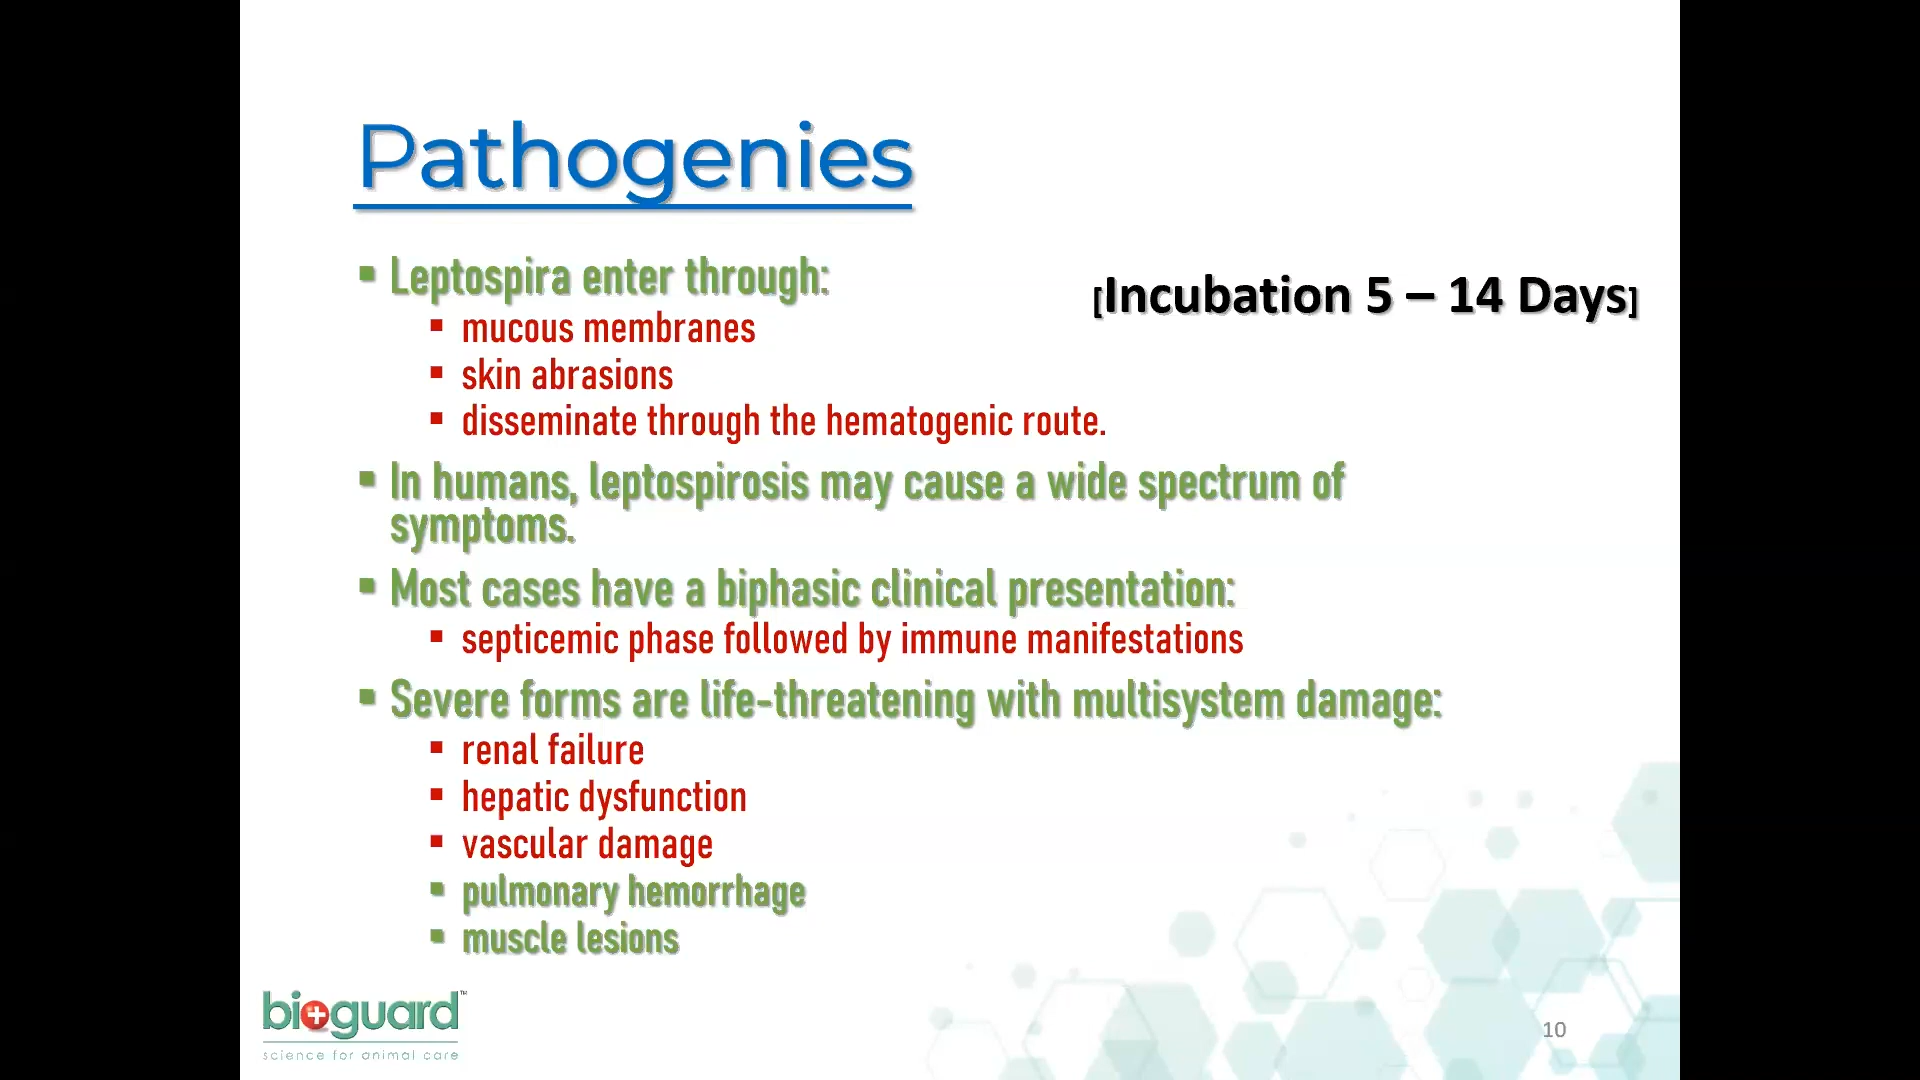 Pathogenies
▪ Leptospira enter through:
[Incubation 5 – 14 Days]
▪ mucous membranes
▪ skin abrasions
▪ disseminate through the hematogenic route.
▪ In humans, leptospirosis may cause a wide spectrum of
symptoms.
▪ Most cases have a biphasic clinical presentation:
▪ septicemic phase followed by immune manifestations
▪ Severe forms are life-threatening with multisystem damage:
▪ renal failure
▪ hepatic dysfunction
▪ vascular damage
▪ pulmonary hemorrhage
▪ muscle lesions
bioguard™
science for animal care
10